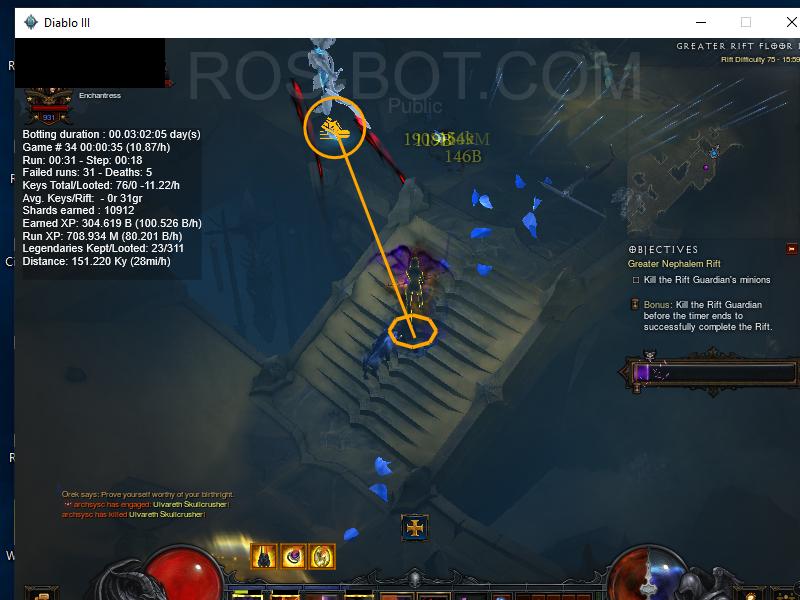 Diablo III
ROS-BOT.COM
GREATER RIFT FLOOR 1
Rift Difficulty 75 - 15:59
Enchantress
Public
931
Botting duration : 00.03:02:05 day(s)
Game # 34 00:00:35 (10.87/h)
Run: 00:31 - Step: 00:18
Failed runs: 31 - Deaths: 5
Keys Total/Looted: 76/0 -11.22/h
Avg. Keys/Rift:  - 0r 31gr
Shards earned : 10912
Earned XP: 304.619 B (100.526 B/h)
Run XP: 708.934 M (80.201 B/h)
Legendaries Kept/Looted: 23/311
Distance: 151.220 Ky (28mi/h)
146B
OBJECTIVES
Greater Nephalem Rift
Kill the Rift Guardian's minions
Bonus: Kill the Rift Guardian
before the timer ends to
successfully complete the Rift.
Orek says: Prove yourself worthy of your birthright.
archsysc has engaged: Ulvareth Skullcrusher!
archsysc has killed Ulvareth Skullcrusher!